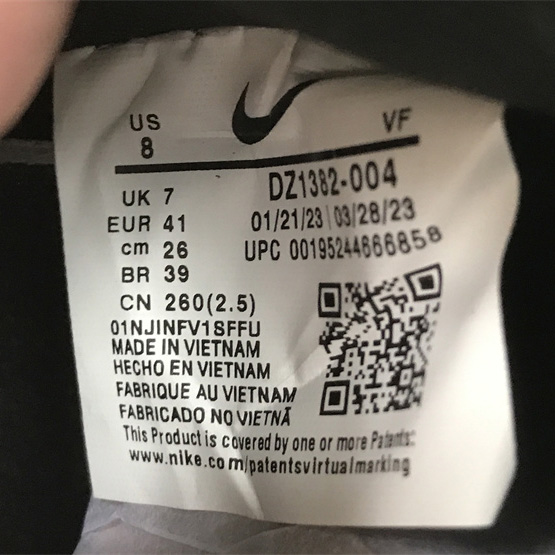 US VF
8
UK 7 DZ1382-004
EUR 41 01/21/23 | 03/28/23
cm 26 UPC 00195244666858
BR 39
CN 260(2.5)
01NJINFV1SFFU
MADE IN VIETNAM
HECHO EN VIETNAM
FABRIQUE AU VIETNAM
FABRICADO NO VIETNÃ
This Product is covered by one or more Patents:
www.nike.com/patentsvirtualmarking